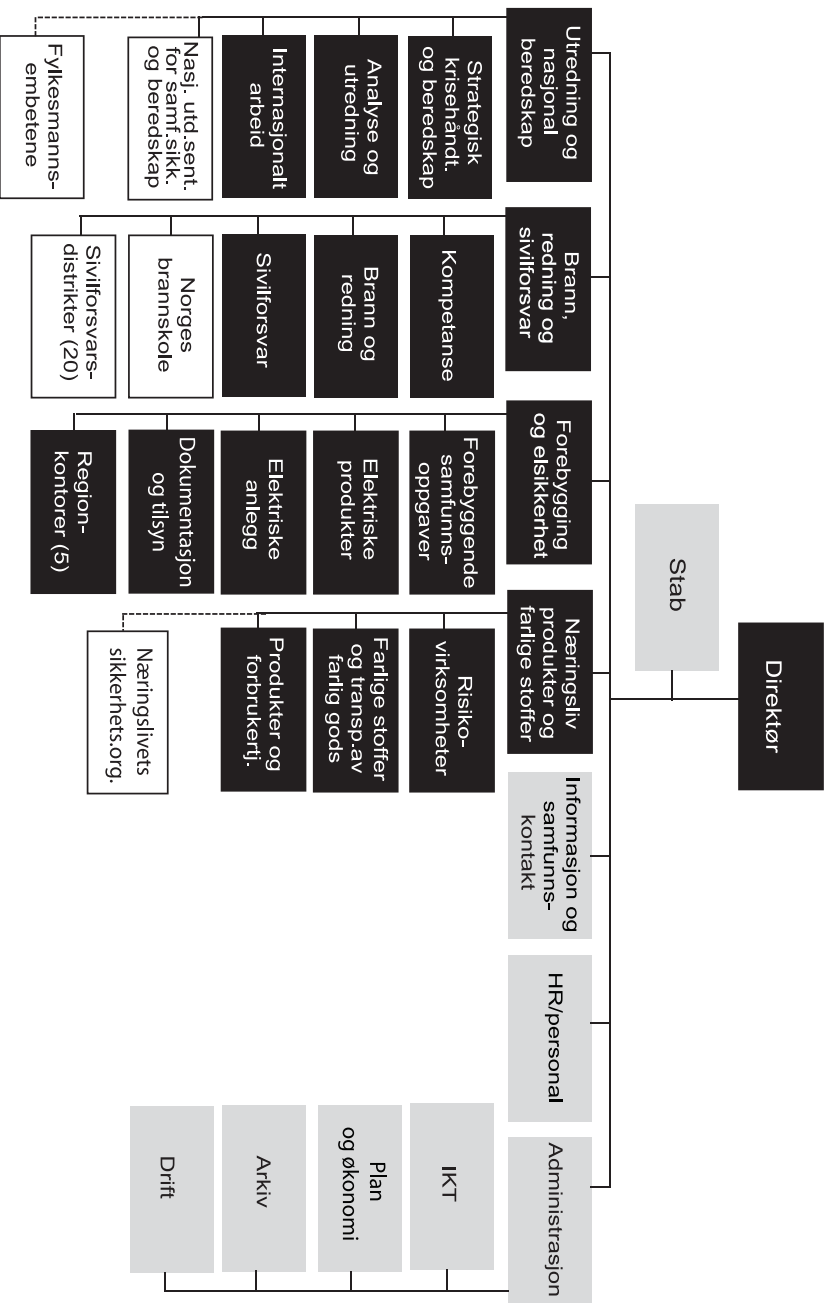 Direktør
Stab
Utredning og
nasjonal
beredskap
Strategisk
krisehåndt.
og beredskap
Analyse og
utredning
Internasjonalt
arbeid
Nasj. utd.sent.
for samf.sikk.
og beredskap
Fylkesmanns-
embetene
Brann,
redning og
sivilforsvar
Kompetanse
Brann og
redning
Sivilforsvar
Norges
brannskole
Sivilforsvars-
distrikter (20)
Forebygging
og elsikkerhet
Forebyggende
samfunns-
oppgaver
Elektriske
produkter
Elektriske
anlegg
Dokumentasjon
og tilsyn
Region-
kontorer (5)
Næringsliv
produkter og
farlige stoffer
Risiko-
virksomheter
Farlige stoffer
og transp.av
farlig gods
Produkter og
forbrukertj.
Næringslivets
sikkerhets.org.
Informasjon og
samfunns-
kontakt
HR/personal
Administrasjon
IKT
Plan
og økonomi
Arkiv
Drift